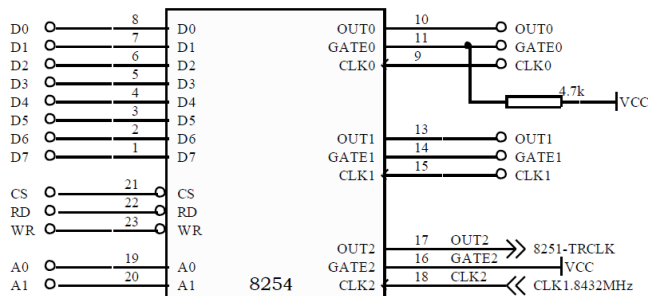 D0 8 D0 OUT0 10 OUT0
D1 7 D1 GATE0 11 GATE0
D2 6 D2 CLK0 9 CLK0
D3 5 D3
D4 4 D4 4.7k VCC
D5 3 D5
D6 2 D6 OUT1 13 OUT1
D7 1 D7 GATE1 14 GATE1
CLK1 15 CLK1
CS 21 CS
RD 22 RD
WR 23 WR
OUT2 17 OUT2 8251-TRCLK
A0 19 A0 GATE2 16 GATE2 VCC
A1 20 A1 8254 CLK2 18 CLK2 CLK1.8432MHz